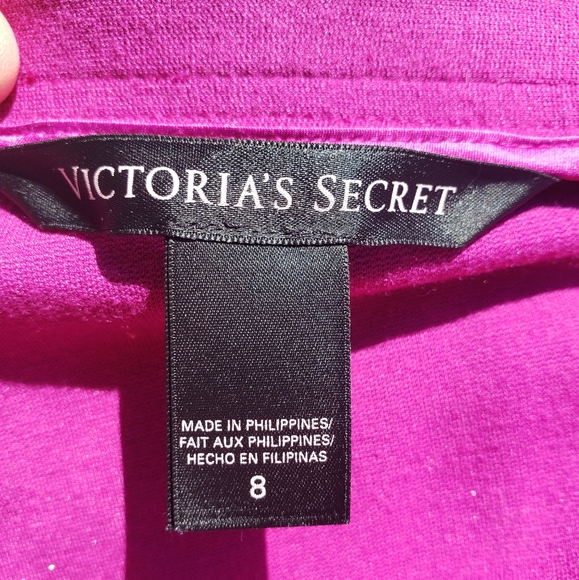 VICTORIA'S SECRET
MADE IN PHILIPPINES/
FAIT AUX PHILIPPINES/
HECHO EN FILIPINAS
8